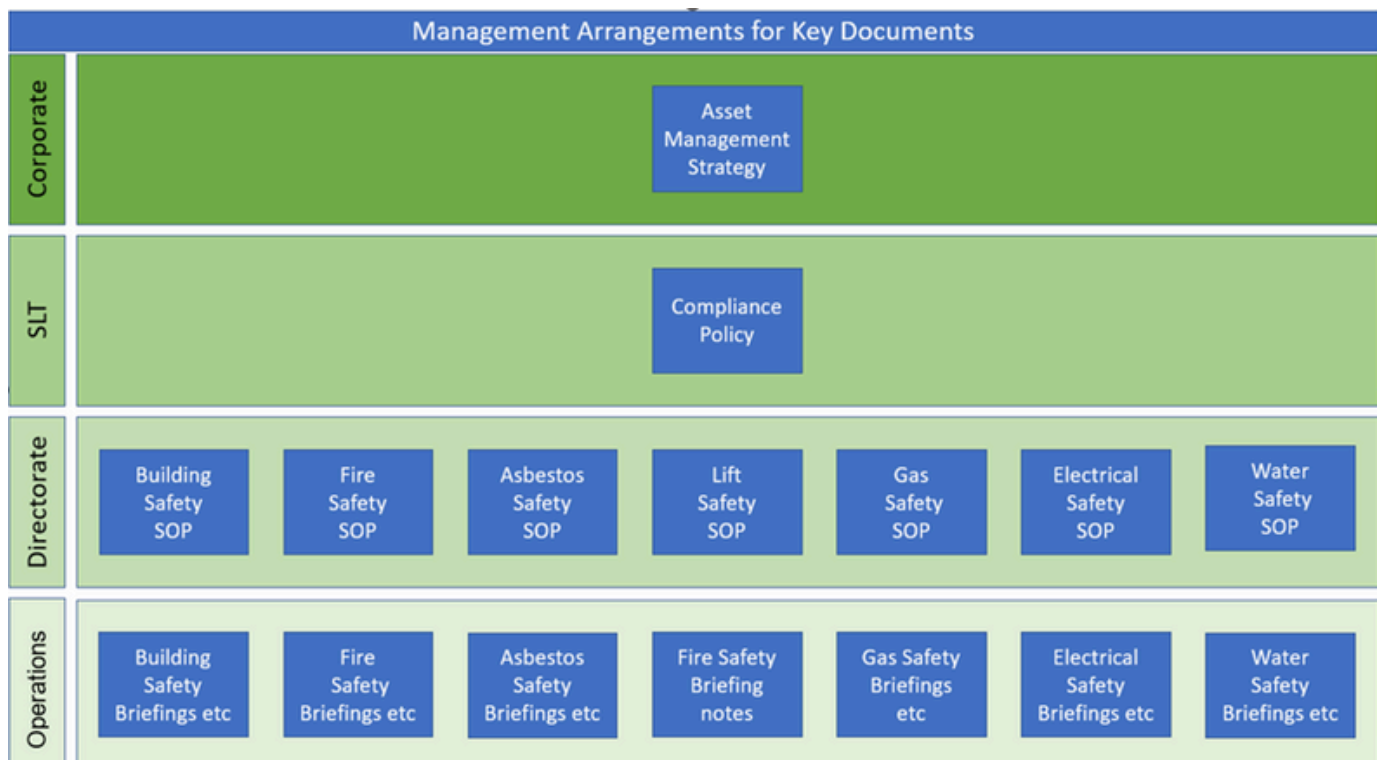 Management Arrangements for Key Documents
Corporate
Asset
Management
Strategy
SLT
Compliance
Policy
Directorate
Building
Safety
SOP
Fire
Safety
SOP
Asbestos
Safety
SOP
Lift
Safety
SOP
Gas
Safety
SOP
Electrical
Safety
SOP
Water
Safety
SOP
Operations
Building
Safety
Briefings etc
Fire
Safety
Briefings etc
Asbestos
Safety
Briefings etc
Fire Safety
Briefing
notes
Gas Safety
Briefings
etc
Electrical
Safety
Briefings etc
Water
Safety
Briefings etc